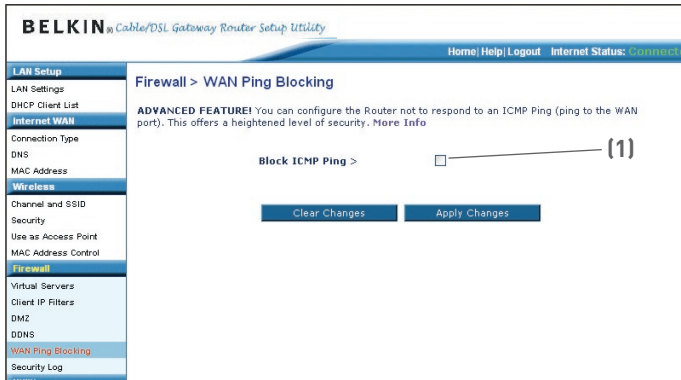 BELKIN® Cable/DSL Gateway Router Setup Utility
Home|Help|Logout Internet Status: Connect
LAN Setup
LAN Settings
DHCP Client List
Internet WAN
Connection Type
DNS
MAC Address
Wireless
Channel and SSID
Security
Use as Access Point
MAC Address Control
Firewall
Virtual Servers
Client IP Filters
DMZ
DDNS
WAN Ping Blocking
Security Log
Firewall > WAN Ping Blocking
ADVANCED FEATURE! You can configure the Router not to respond to an ICMP Ping (ping to the WAN
port). This offers a heightened level of security. More Info
Block ICMP Ping >
(1)
Clear Changes Apply Changes